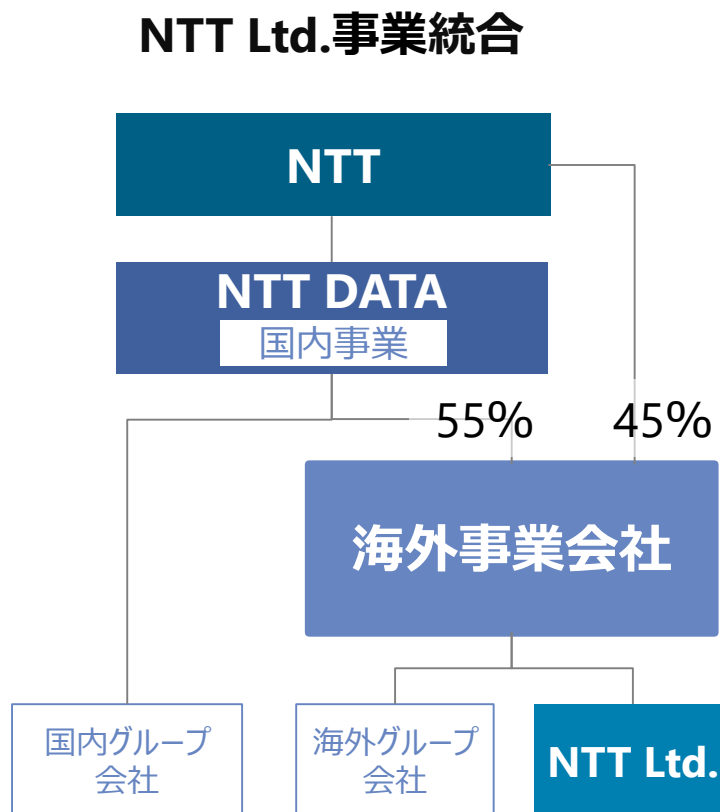 NTT Ltd.事業統合
NTT
NTT DATA
国内事業
55%
45%
海外事業会社
国内グループ
会社
海外グループ
会社
NTT Ltd.